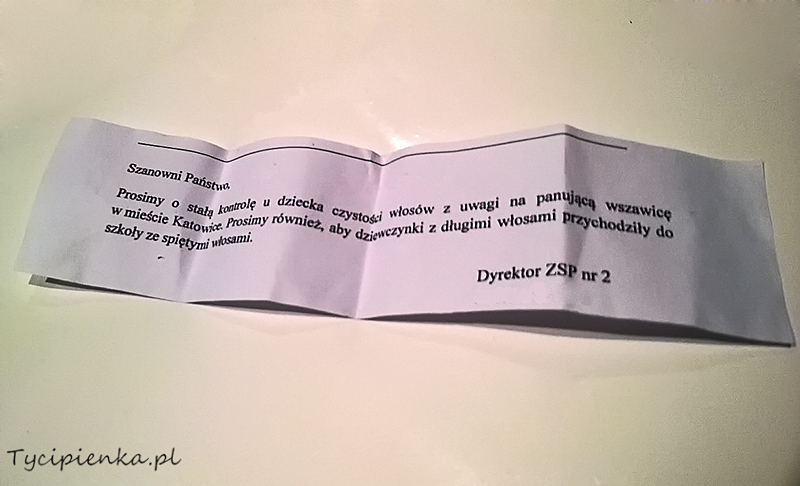 Szanowni Państwo,
Prosimy o stałą kontrolę u dziecka czystości włosów z uwagi na panującą wszawicę
w mieście Katowice. Prosimy również, aby dziewczynki z długimi włosami przychodziły do
szkoły ze spiętymi włosami.
Dyrektor ZSP nr 2
Tycipienka.pl